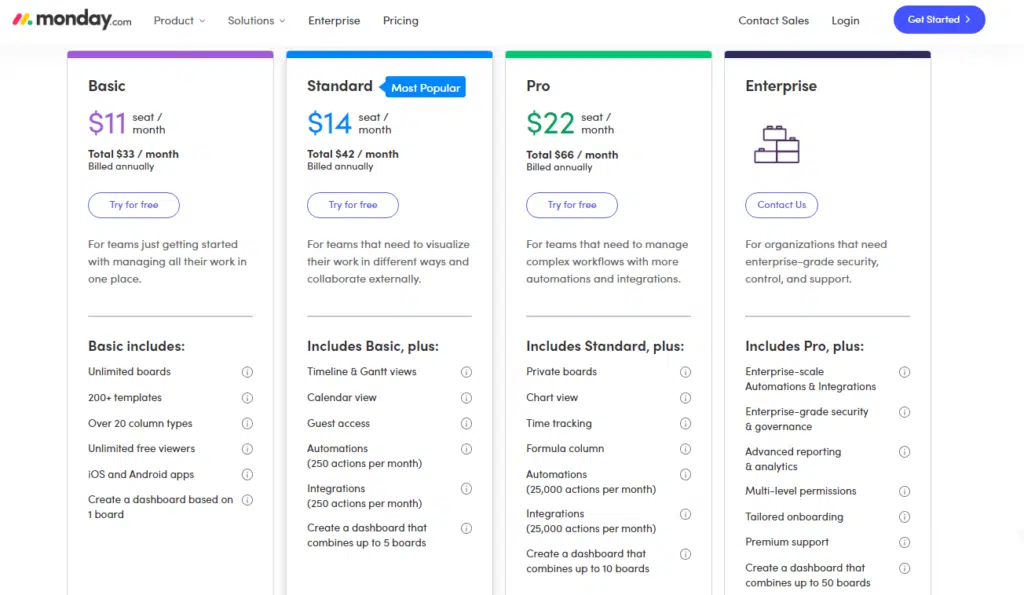 monday.com
Product
Solutions
Enterprise
Pricing
Contact Sales
Login
Get Started
Basic
$11 seat /
month
Total $33 / month
Billed annually
Try for free
For teams just getting started
with managing all their work in
one place.
Basic includes:
Unlimited boards
200+ templates
Over 20 column types
Unlimited free viewers
iOS and Android apps
Create a dashboard based on
1 board
Standard
Most Popular
$14 seat /
month
Total $42 / month
Billed annually
Try for free
For teams that need to visualize
their work in different ways and
collaborate externally.
Includes Basic, plus:
Timeline & Gantt views
Calendar view
Guest access
Automations
(250 actions per month)
Integrations
(250 actions per month)
Create a dashboard that
combines up to 5 boards
Pro
$22 seat /
month
Total $66 / month
Billed annually
Try for free
For teams that need to manage
complex workflows with more
automations and integrations.
Includes Standard, plus:
Private boards
Chart view
Time tracking
Formula column
Automations
(25,000 actions per month)
Integrations
(25,000 actions per month)
Create a dashboard that
combines up to 10 boards
Enterprise
Contact Us
For organizations that need
enterprise-grade security,
control, and support.
Includes Pro, plus:
Enterprise-scale
Automations & Integrations
Enterprise-grade security
& governance
Advanced reporting
& analytics
Multi-level permissions
Tailored onboarding
Premium support
Create a dashboard that
combines up to 50 boards